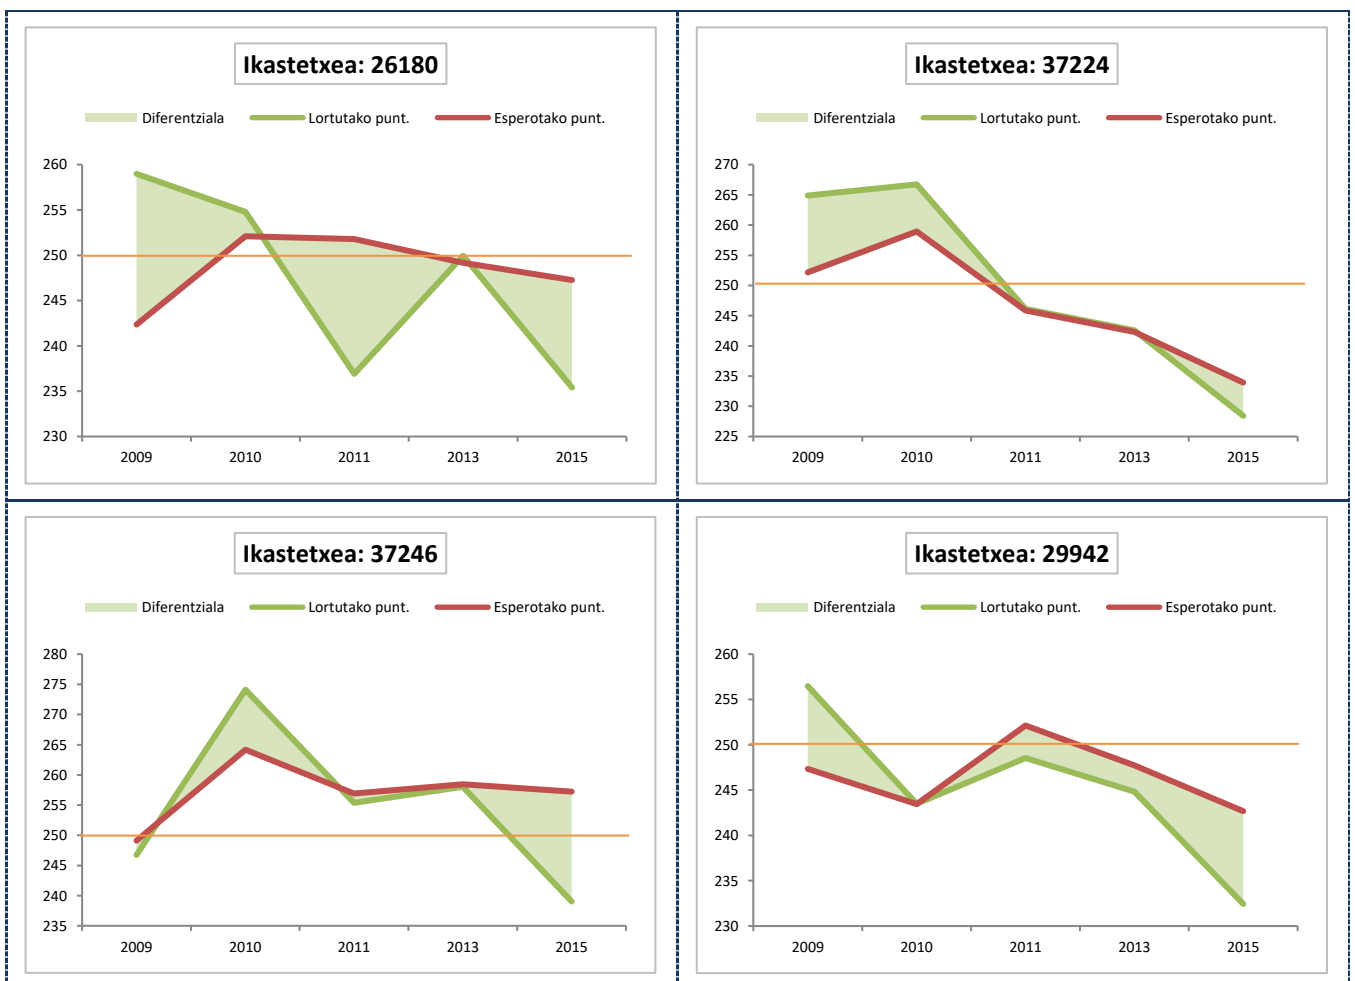 Ikastetxea: 26180
Diferentziala Lortutako punt. Esperotako punt.
260
255
250
245
240
235
230
2009 2010 2011 2013 2015
Ikastetxea: 37224
Diferentziala Lortutako punt. Esperotako punt.
270
265
260
255
250
245
240
235
230
225
2009 2010 2011 2013 2015
Ikastetxea: 37246
Diferentziala Lortutako punt. Esperotako punt.
280
275
270
265
260
255
250
245
240
235
2009 2010 2011 2013 2015
Ikastetxea: 29942
Diferentziala Lortutako punt. Esperotako punt.
260
255
250
245
240
235
230
2009 2010 2011 2013 2015